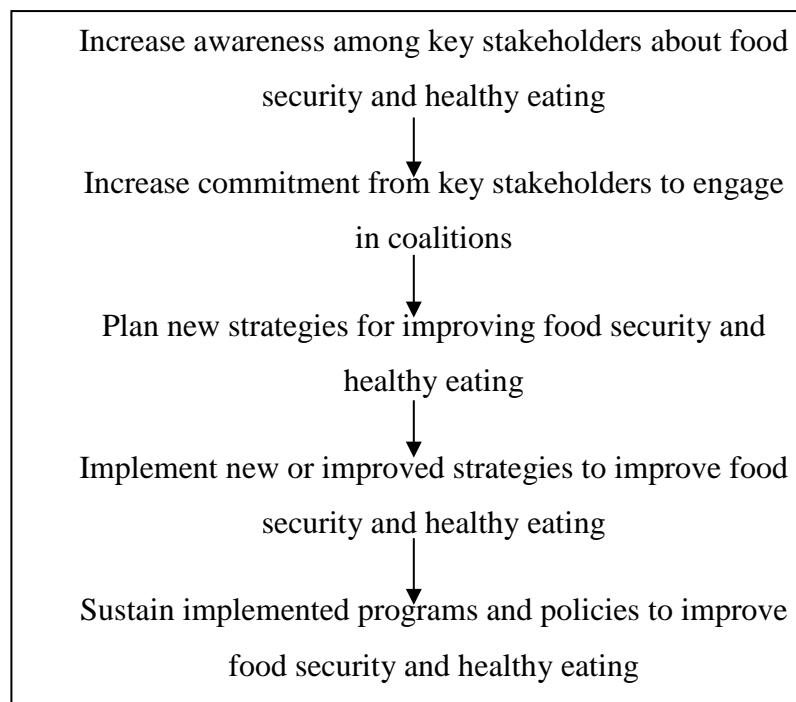 Increase awareness among key stakeholders about food
security and healthy eating
Increase commitment from key stakeholders to engage
in coalitions
Plan new strategies for improving food security and
healthy eating
Implement new or improved strategies to improve food
security and healthy eating
Sustain implemented programs and policies to improve
food security and healthy eating